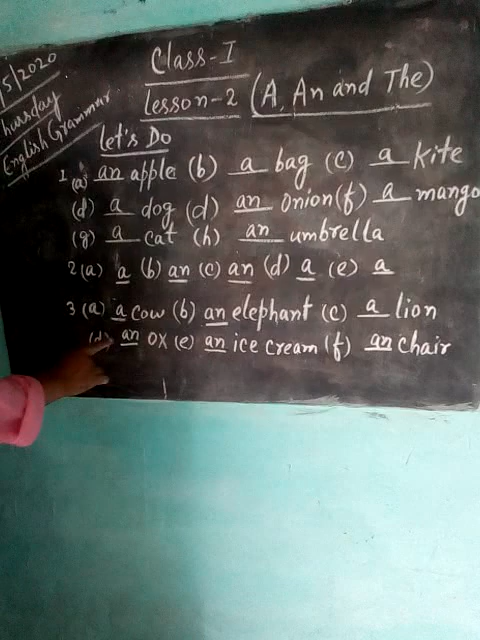 /5/2020
hursday
English Grammar
Class-I
Lesson-2 (A, An and The)
Let's Do
1 (a) an apple (b) a bag (c) a kite
(d) a dog (d) an onion (f) a mango
(g) a cat (h) an umbrella
2 (a) a (b) an (c) an (d) a (e) a
3 (a) a cow (b) an elephant (c) a lion
(d) an ox (e) an ice cream (f) an chair